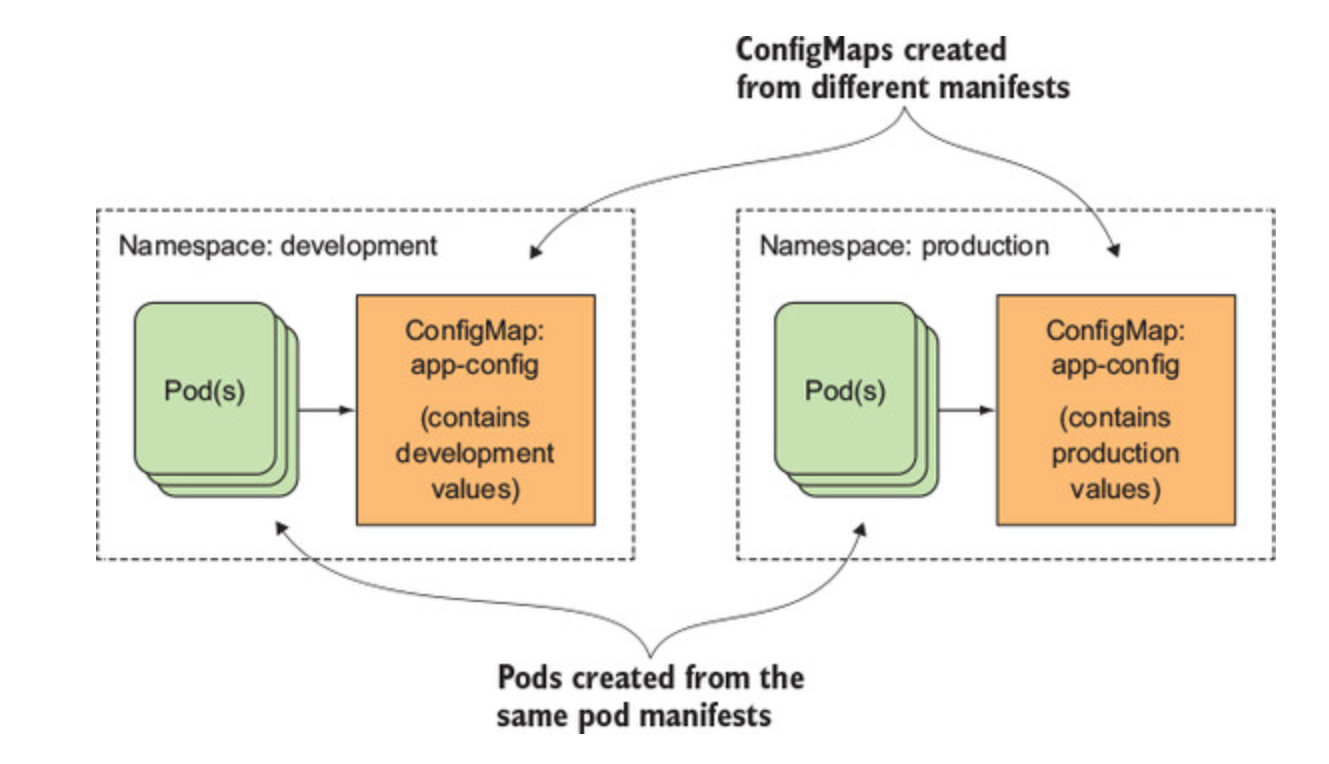 ConfigMaps created
from different manifests
Namespace: development
Pod(s)
ConfigMap:
app-config
(contains
development
values)
Namespace: production
Pod(s)
ConfigMap:
app-config
(contains
production
values)
Pods created from the
same pod manifests